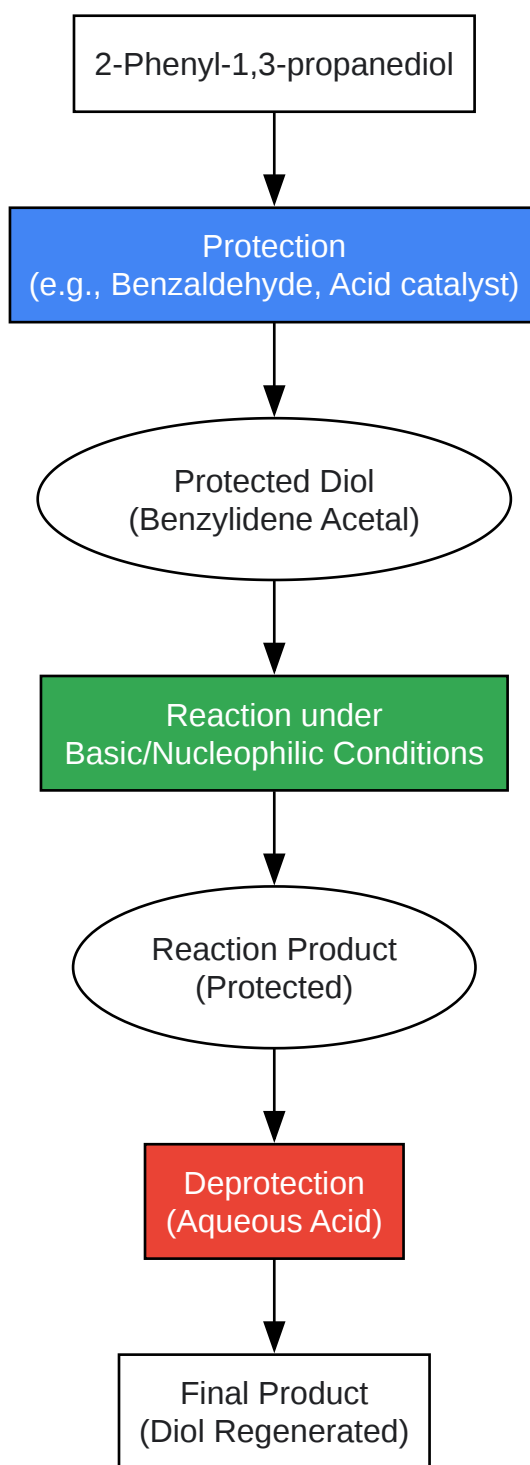 2-Phenyl-1,3-propanediol
Protection
(e.g., Benzaldehyde, Acid catalyst)
Protected Diol
(Benzylidene Acetal)
Reaction under
Basic/Nucleophilic Conditions
Reaction Product
(Protected)
Deprotection
(Aqueous Acid)
Final Product
(Diol Regenerated)